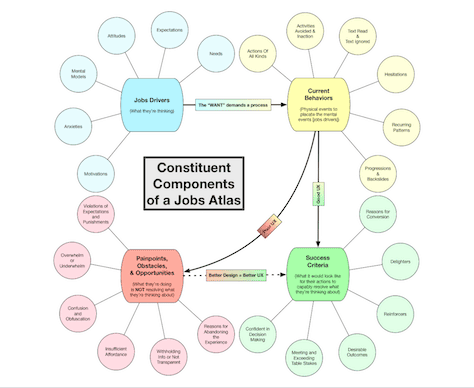 Expectations
Attitudes
Needs
Mental
Models
Anxieties
Motivations
Jobs Drivers
(What they're thinking)
The "WANT" demands a process
Activities
Avoided &
Inaction
Text Read &
Text Ignored
Actions Of
All Kinds
Hesitations
Recurring
Patterns
Progressions
& Backslides
Current
Behaviors
(Physical events to
placate the mental
events [jobs drivers])
Constituent
Components
of a Jobs Atlas
Poor UX
Good UX
Violations of
Expectations
and Punishments
Overwhelm or
Underwhelm
Confusion and
Obfuscation
Insufficient
Affordance
Withholding
Info or Not
Transparent
Reasons for
Abandoning the
Experience
Painpoints,
Obstacles,
& Opportunities
(What they're doing
is NOT resolving what
they're thinking about)
Better Design = Better UX
Success
Criteria
(What it would look like
for their actions to
capably resolve what
they're thinking about)
Reasons for
Conversion
Delighters
Reinforcers
Desirable
Outcomes
Meeting and
Exceeding
Table Stakes
Confident in
Decision
Making